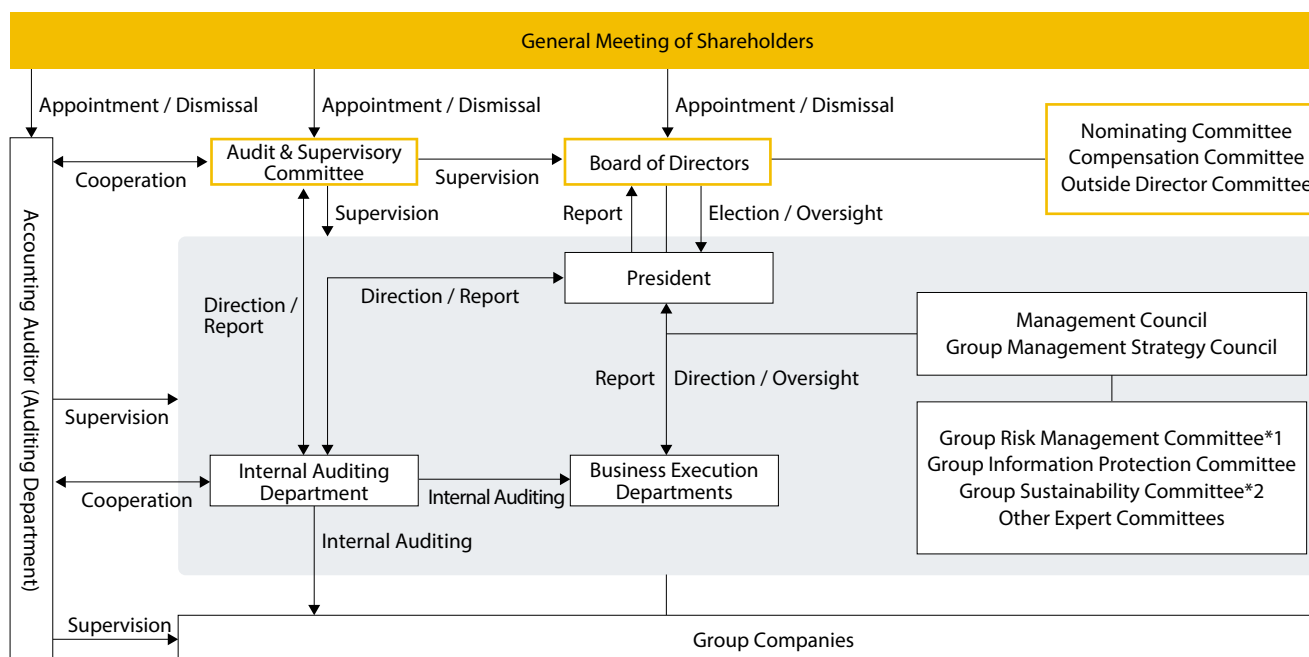 General Meeting of Shareholders
Appointment / Dismissal
Appointment / Dismissal
Appointment / Dismissal
Nominating Committee
Compensation Committee
Outside Director Committee
Audit & Supervisory
Committee
Board of Directors
Cooperation
Supervision
Supervision
Report
Election / Oversight
Accounting Auditor (Auditing Department)
President
Direction /
Report
Direction / Report
Management Council
Group Management Strategy Council
Report
Direction / Oversight
Supervision
Group Risk Management Committee*1
Group Information Protection Committee
Group Sustainability Committee*2
Other Expert Committees
Internal Auditing
Department
Business Execution
Departments
Cooperation
Internal Auditing
Internal Auditing
Supervision
Group Companies